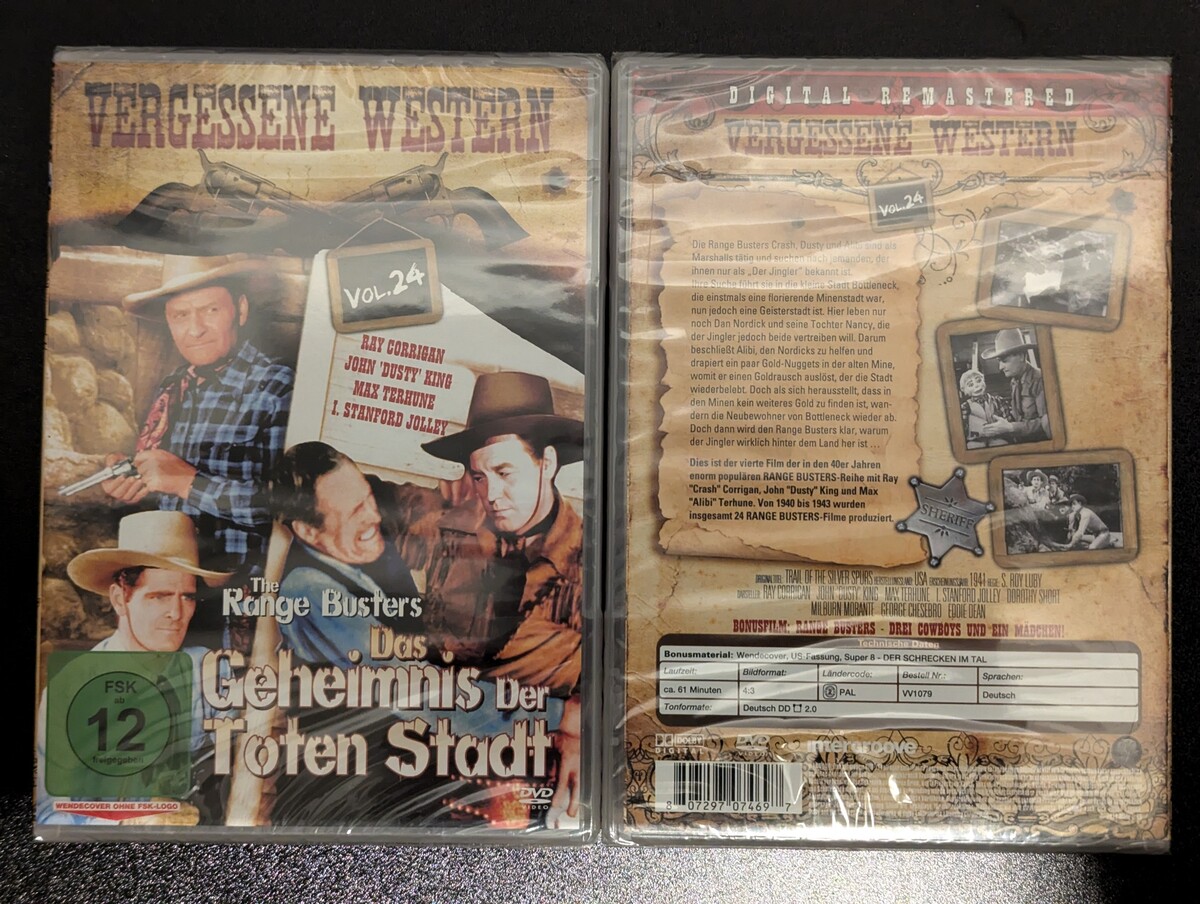 VERGESSENE WESTERN
VOL.24
RAY CORRIGAN
JOHN 'DUSTY' KING
MAX TERHUNE
I. STANFORD JOLLEY
The
Range Busters
Das
Geheimnis Der
Toten Stadt
FSK
ab
12
freigegeben
WENDECOVER OHNE FSK-LOGO
DVD
VIDEO
DIGITAL REMASTERED
VERGESSENE WESTERN
VOL.24
Die Range Busters Crash, Dusty und Alibi sind als
Marshalls tätig und suchen nach jemanden, der
ihnen nur als „Der Jingler" bekannt ist.
Ihre Suche führt sie in die kleine Stadt Bottleneck,
die einstmals eine florierende Minenstadt war,
nun jedoch eine Geisterstadt ist. Hier leben nur
noch Dan Nordick und seine Tochter Nancy, die
der Jingler jedoch beide vertreiben will. Darum
beschließt Alibi, den Nordicks zu helfen und
drapiert ein paar Gold-Nuggets in der alten Mine,
womit er einen Goldrausch auslöst, der die Stadt
wiederbelebt. Doch als sich herausstellt, dass in
den Minen kein weiteres Gold zu finden ist, wan-
dern die Neubewohner von Bottleneck wieder ab.
Doch dann wird den Range Busters klar, warum
der Jingler wirklich hinter dem Land her ist ...
Dies ist der vierte Film der in den 40er Jahren
enorm populären RANGE BUSTERS-Reihe mit Ray
"Crash" Corrigan, John "Dusty" King und Max
"Alibi" Terhune. Von 1940 bis 1943 wurden
insgesamt 24 RANGE BUSTERS-Filme produziert.
SHERIFF
ORIGINALTITEL: TRAIL OF THE SILVER SPURS HERSTELLUNGSLAND: USA ERSCHEINUNGSJAHR: 1941 REGIE: S. ROY LUBY
DARSTELLER: RAY CORRIGAN JOHN 'DUSTY' KING MAX TERHUNE I. STANFORD JOLLEY DOROTHY SHORT
MILBURN MORANTE GEORGE CHESEBRO EDDIE DEAN
BONUSFILM: RANGE BUSTERS - DREI COWBOYS UND EIN MÄDCHEN!
Technische Daten
Bonusmaterial: Wendecover, US-Fassung, Super 8 - DER SCHRECKEN IM TAL
Laufzeit: Bildformat: Ländercode: Bestell Nr.: Sprachen:
ca. 61 Minuten 4:3 PAL VV1079 Deutsch
Tonformate: Deutsch DD 2.0
DOLBY
DIGITAL
DVD
VIDEO
intergroove
8 07297 07469 7